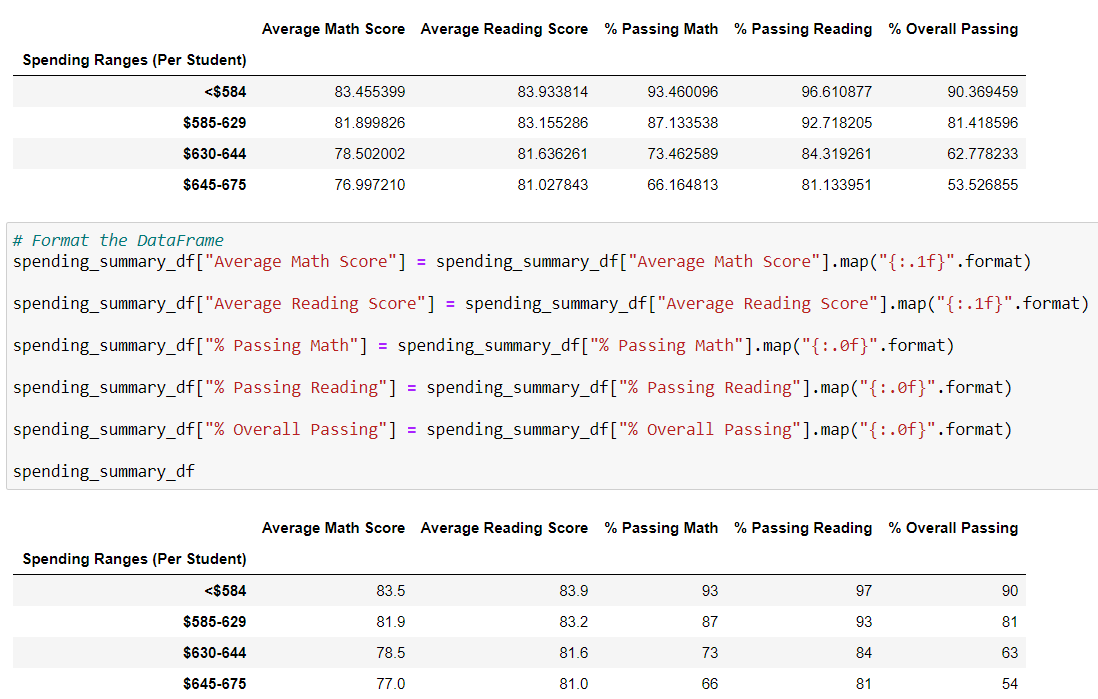 Average Math Score Average Reading Score % Passing Math % Passing Reading % Overall Passing
Spending Ranges (Per Student)
<$584 83.455399 83.933814 93.460096 96.610877 90.369459
$585-629 81.899826 83.155286 87.133538 92.718205 81.418596
$630-644 78.502002 81.636261 73.462589 84.319261 62.778233
$645-675 76.997210 81.027843 66.164813 81.133951 53.526855
# Format the DataFrame
spending_summary_df["Average Math Score"] = spending_summary_df["Average Math Score"].map("{:.1f}".format)
spending_summary_df["Average Reading Score"] = spending_summary_df["Average Reading Score"].map("{:.1f}".format)
spending_summary_df["% Passing Math"] = spending_summary_df["% Passing Math"].map("{:.0f}".format)
spending_summary_df["% Passing Reading"] = spending_summary_df["% Passing Reading"].map("{:.0f}".format)
spending_summary_df["% Overall Passing"] = spending_summary_df["% Overall Passing"].map("{:.0f}".format)
spending_summary_df
Average Math Score Average Reading Score % Passing Math % Passing Reading % Overall Passing
Spending Ranges (Per Student)
<$584 83.5 83.9 93 97 90
$585-629 81.9 83.2 87 93 81
$630-644 78.5 81.6 73 84 63
$645-675 77.0 81.0 66 81 54